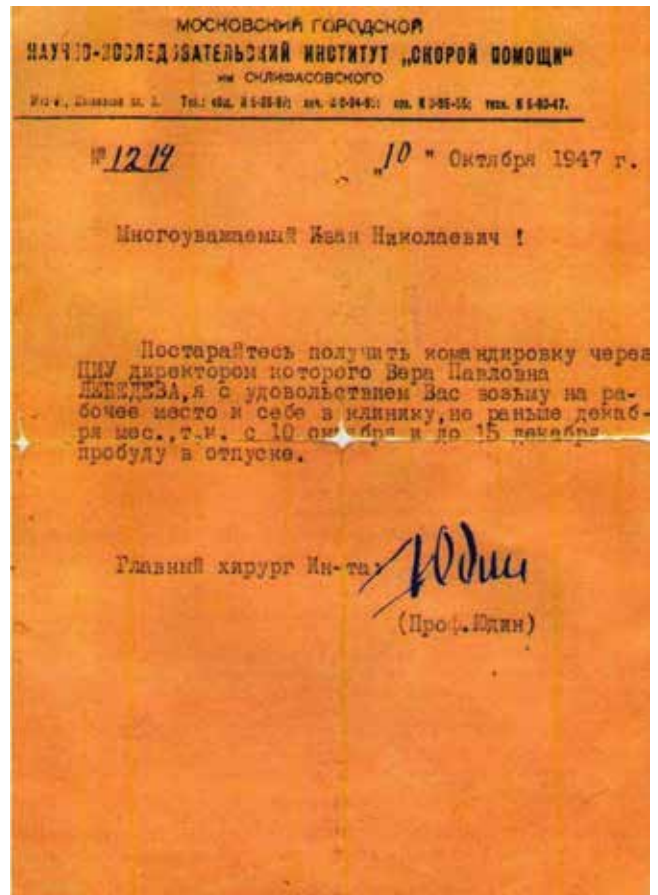 МОСКОВСКИЙ ГОРОДСКОЙ
НАУЧНО-ИССЛЕДОВАТЕЛЬСКИЙ ИНСТИТУТ „СКОРОЙ ПОМОЩИ“
им СКЛИФАСОВСКОГО
№ 1214 „10 " Октября 1947 г.
Многоуважаемый Иван Николаевич !
Постарайтесь получить командировку через
ЦИУ директором которого Вера Павловна
ЛЕБЕДЕВА,я с удовольствием Вас возьму на ра-
бочее место к себе в клинику,не раньше декаб-
ря мес.,т.к. с 10 октября и до 15 декабря
пробуду в отпуске.
Главный хирург Ин-та:
Юдин
(Проф.Юдин)